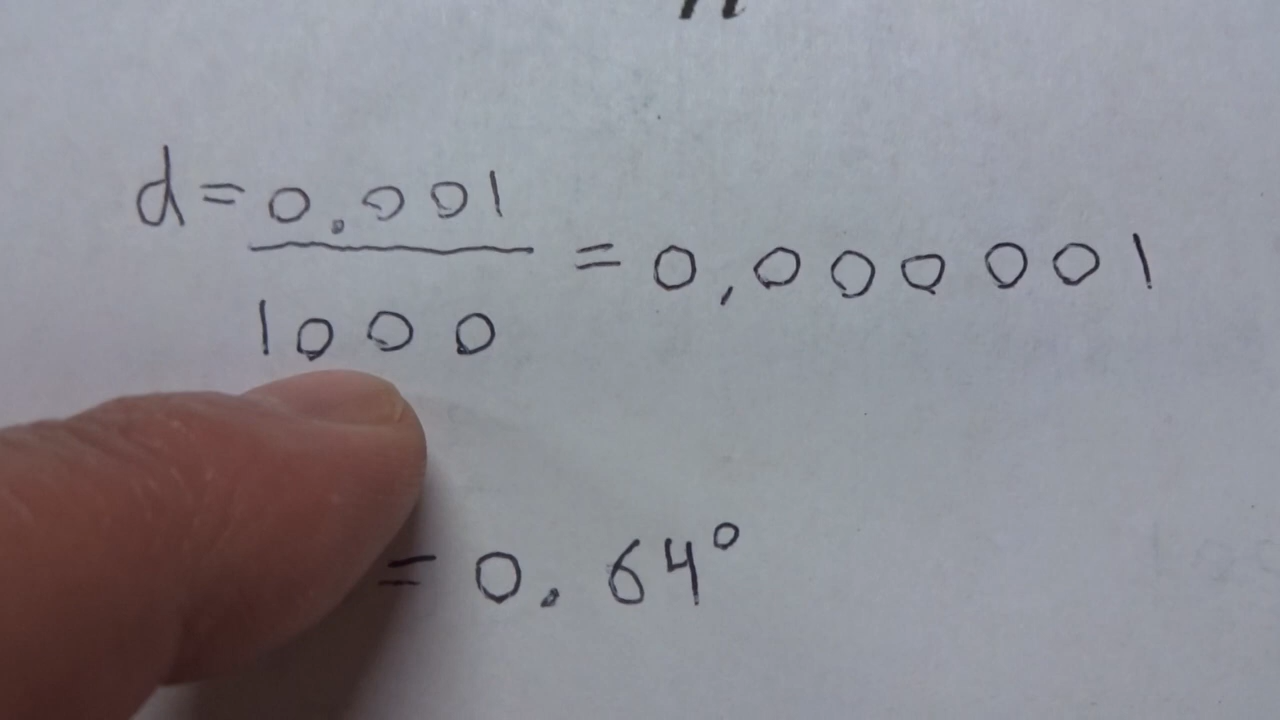 d = 0.001 / 1000 = 0,000001
= 0.64°